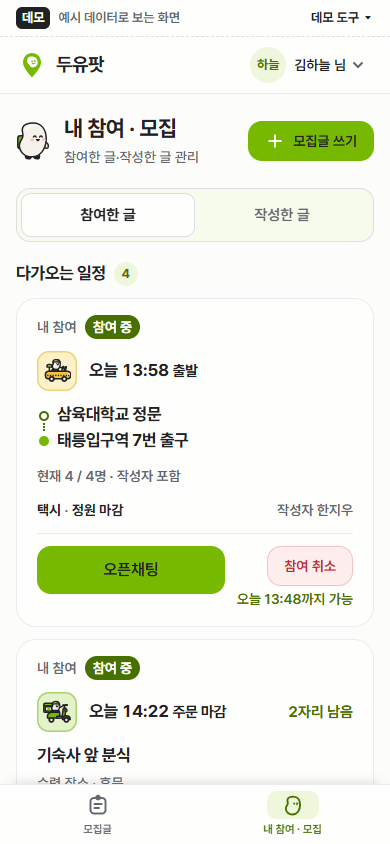 데모 예시 데이터로 보는 화면 데모 도구
두유팟 하늘 김하늘 님
내 참여 · 모집
참여한 글·작성한 글 관리
모집글 쓰기
참여한 글 작성한 글
다가오는 일정 4
내 참여 참여 중
오늘 13:58 출발
삼육대학교 정문
태릉입구역 7번 출구
현재 4 / 4명 · 작성자 포함
택시 · 정원 마감 작성자 한지우
오픈채팅 참여 취소
오늘 13:48까지 가능
내 참여 참여 중
오늘 14:22 주문 마감 2자리 남음
기숙사 앞 분식
모집글 내 참여 · 모집